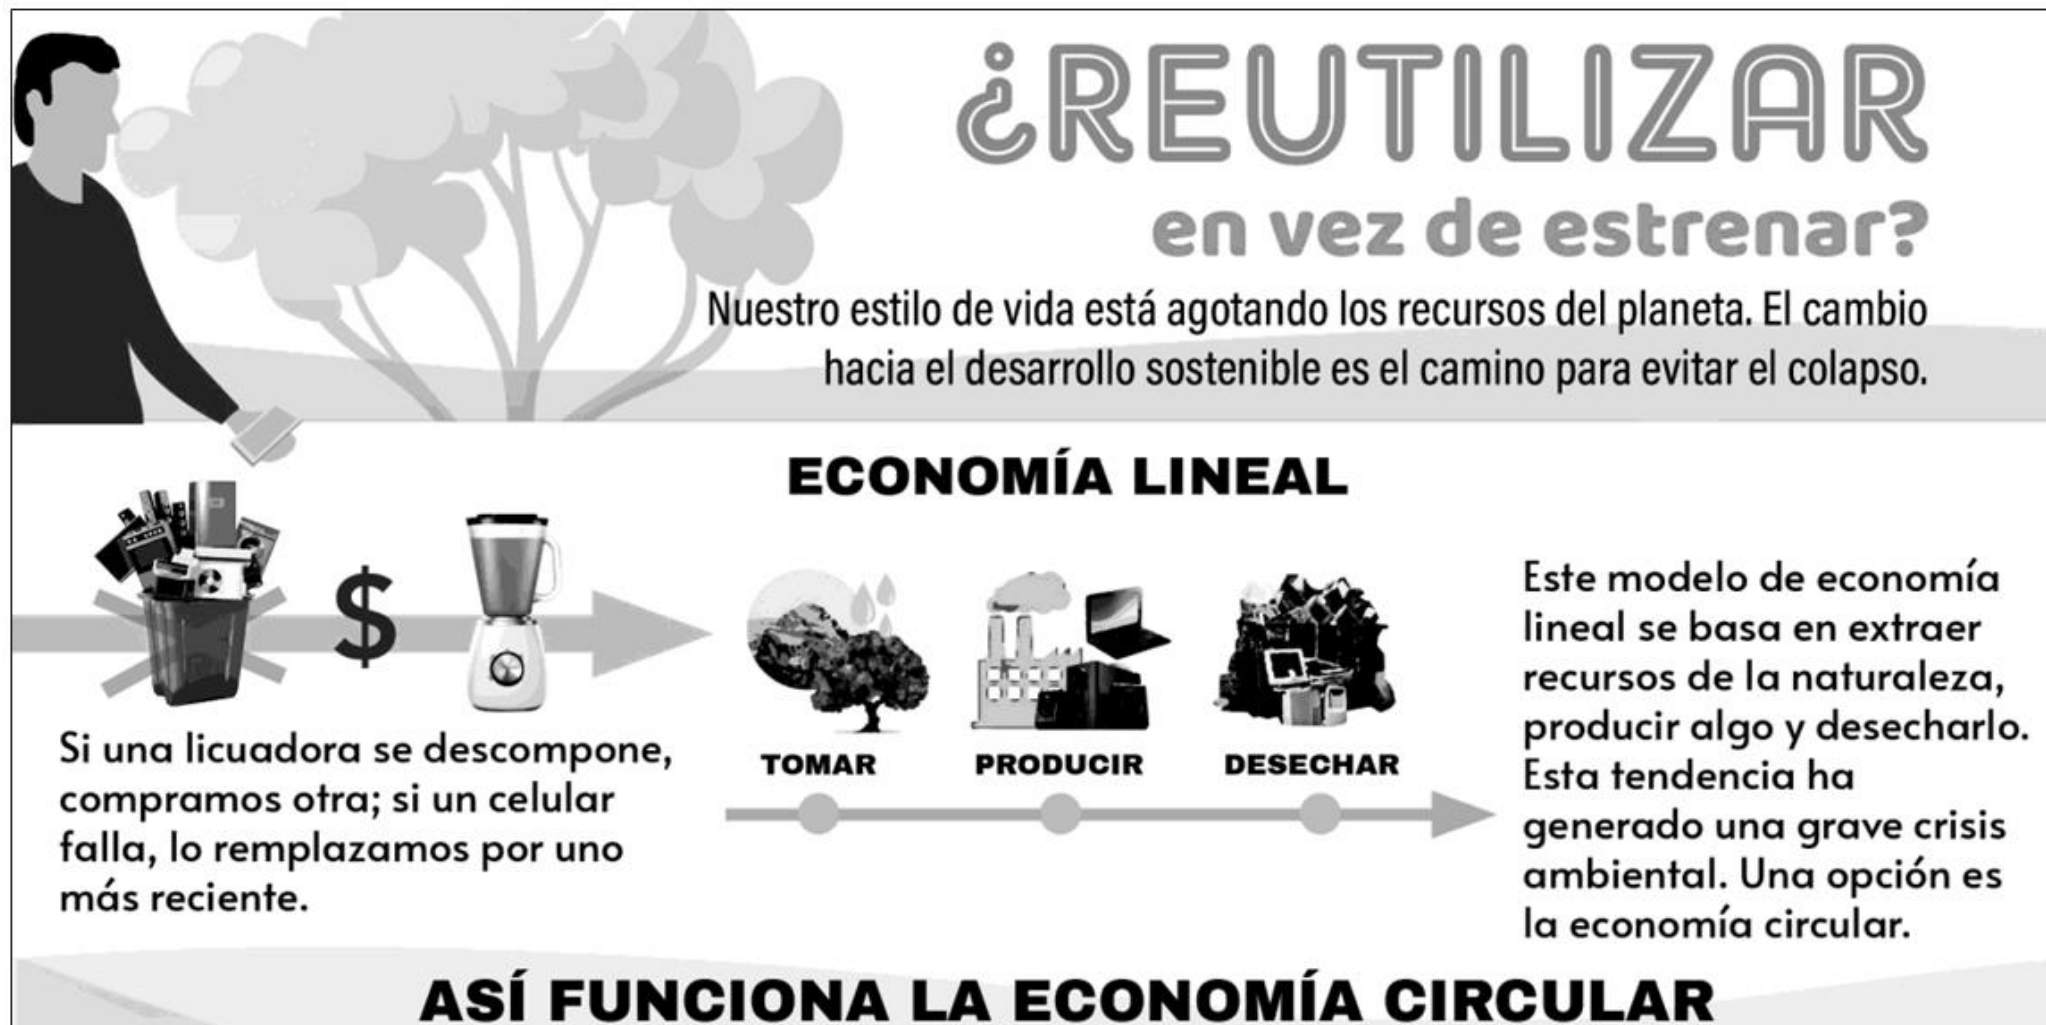 ¿REUTILIZAR
en vez de estrenar?
Nuestro estilo de vida está agotando los recursos del planeta. El cambio
hacia el desarrollo sostenible es el camino para evitar el colapso.
ECONOMÍA LINEAL
$
Si una licuadora se descompone,
compramos otra; si un celular
falla, lo remplazamos por uno
más reciente.
TOMAR
PRODUCIR
DESECHAR
Este modelo de economía
lineal se basa en extraer
recursos de la naturaleza,
producir algo y desecharlo.
Esta tendencia ha
generado una grave crisis
ambiental. Una opción es
la economía circular.
ASÍ FUNCIONA LA ECONOMÍA CIRCULAR